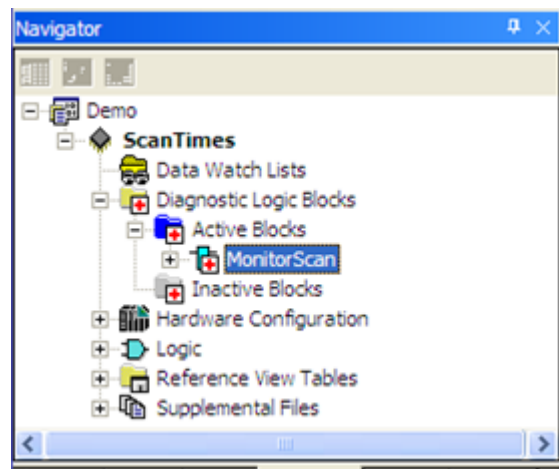 Navigator
Demo
ScanTimes
Data Watch Lists
Diagnostic Logic Blocks
Active Blocks
MonitorScan
Inactive Blocks
Hardware Configuration
Logic
Reference View Tables
Supplemental Files